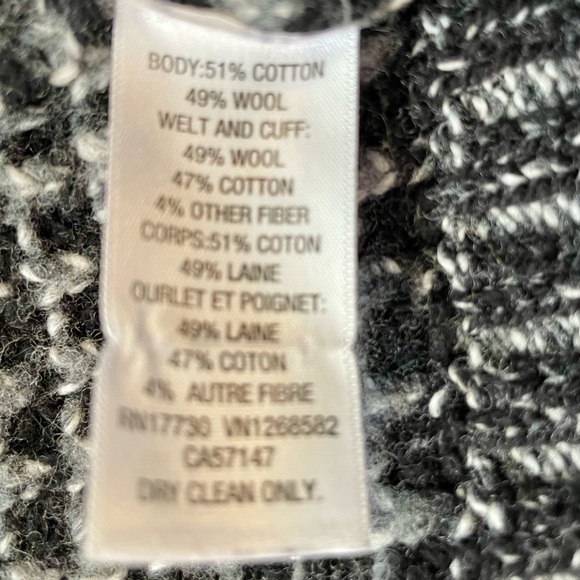 BODY:51% COTTON
49% WOOL
WELT AND CUFF:
49% WOOL
47% COTTON
4% OTHER FIBER
CORPS:51% COTON
49% LAINE
OURLET ET POIGNET:
49% LAINE
47% COTON
4% AUTRE FIBRE
RN17730 VN1268582
CA57147
DRY CLEAN ONLY.